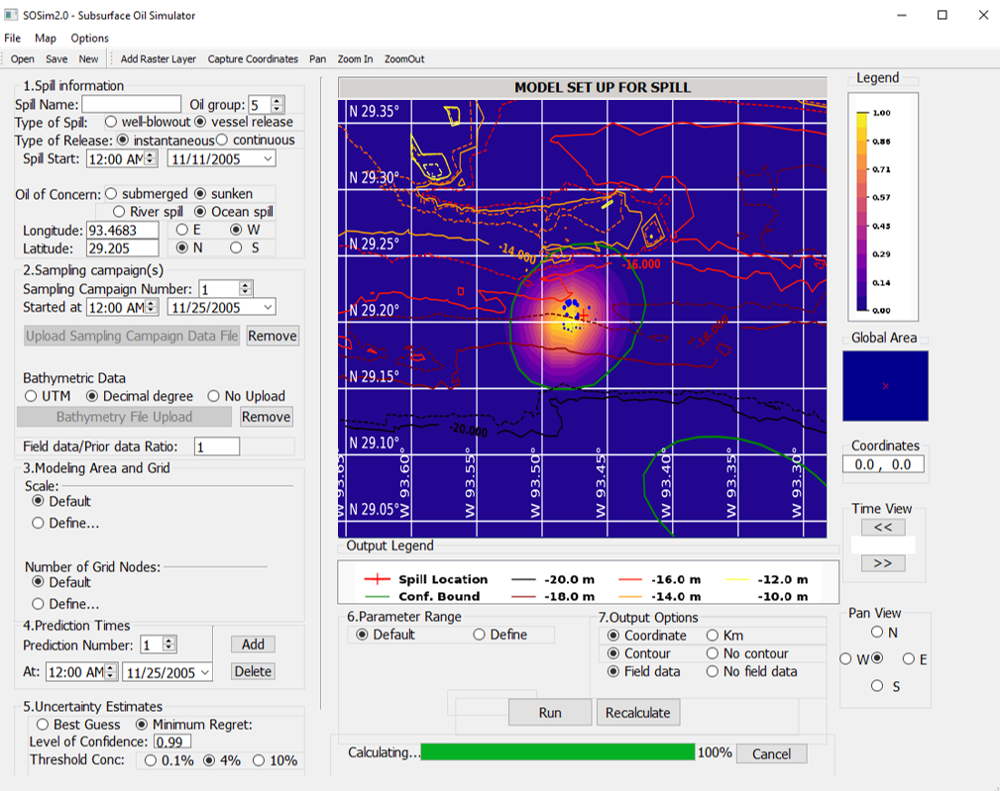 SOSim2.0 - Subsurface Oil Simulator
File Map Options
Open Save New Add Raster Layer Capture Coordinates Pan Zoom In ZoomOut
1.Spill information
Spill Name: Oil group: 5
Type of Spill: well-blowout vessel release
Type of Release: instantaneous continuous
Spill Start: 12:00 AM 11/11/2005
Oil of Concern: submerged sunken
River spill Ocean spill
Longitude: 93.4683 E W
Latitude: 29.205 N S
2.Sampling campaign(s)
Sampling Campaign Number: 1
Started at 12:00 AM 11/25/2005
Upload Sampling Campaign Data File Remove
Bathymetric Data
UTM Decimal degree No Upload
Bathymetry File Upload Remove
Field data/Prior data Ratio: 1
3.Modeling Area and Grid
Scale:
Default
Define...
Number of Grid Nodes:
Default
Define...
4.Prediction Times
Prediction Number: 1 Add
At: 12:00 AM 11/25/2005 Delete
5.Uncertainty Estimates
Best Guess Minimum Regret:
Level of Confidence: 0.99
Threshold Conc: 0.1% 4% 10%
MODEL SET UP FOR SPILL
N 29.35°
N 29.30°
N 29.25°
N 29.20°
N 29.15°
N 29.10°
N 29.05°
-14.000
-16.000
-18.000
-20.000
W 93.65
W 93.60°
W 93.55°
W 93.50°
W 93.45°
W 93.40°
W 93.35°
W 93.30°
Output Legend
Spill Location -20.0 m -16.0 m -12.0 m
Conf. Bound -18.0 m -14.0 m -10.0 m
6.Parameter Range
Default Define
7.Output Options
Coordinate Km
Contour No contour
Field data No field data
Run Recalculate
Calculating... 100% Cancel
Legend
1.00
0.86
0.71
0.57
0.43
0.29
0.14
0.00
Global Area
Coordinates
0.0 , 0.0
Time View
<<
>>
Pan View
N
W E
S